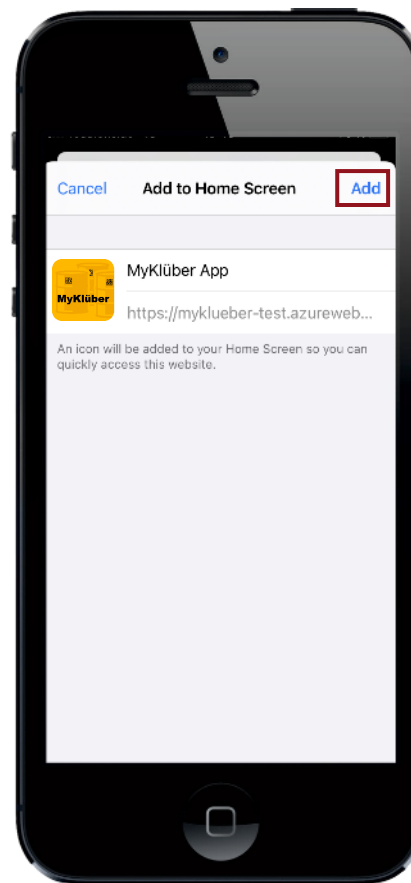 Cancel Add to Home Screen Add
MyKlüber App
MyKlüber
https://myklueber-test.azureweb...
An icon will be added to your Home Screen so you can
quickly access this website.